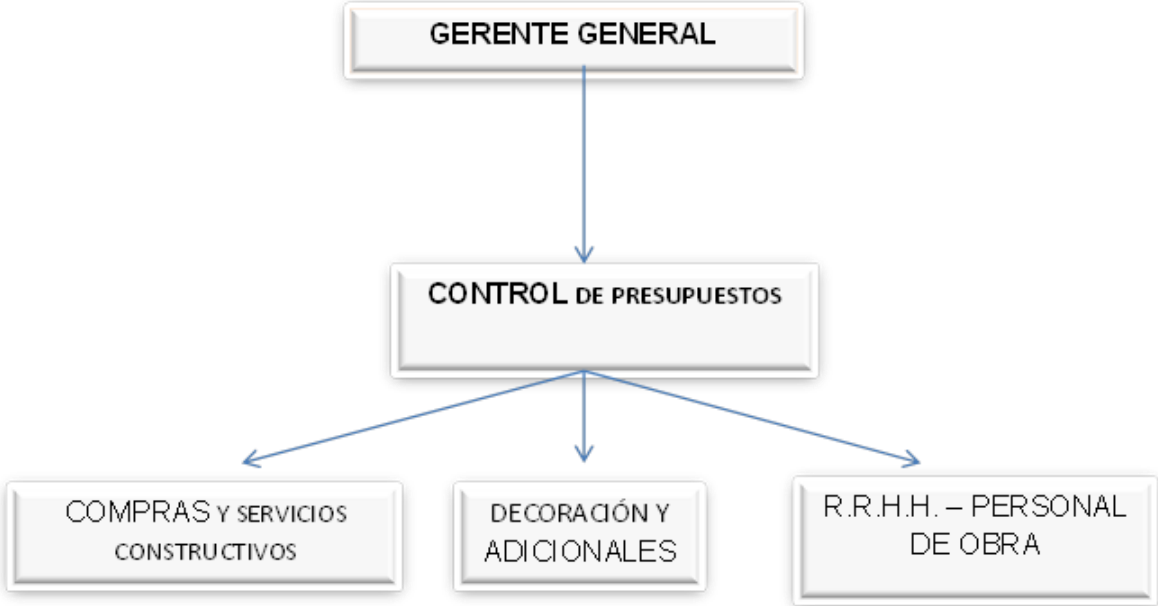 GERENTE GENERAL
CONTROL DE PRESUPUESTOS
COMPRAS Y SERVICIOS
CONSTRUCTIVOS
DECORACIÓN Y
ADICIONALES
R.R.H.H. – PERSONAL
DE OBRA